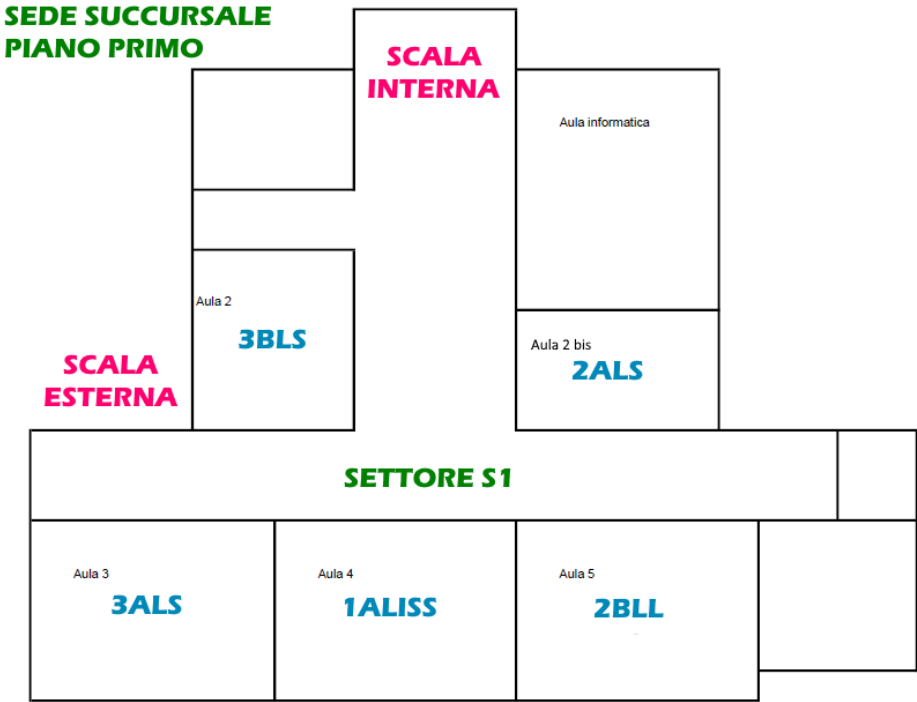 SEDE SUCCURSALE
PIANO PRIMO
SCALA
INTERNA
Aula informatica
Aula 2
3BLS
Aula 2 bis
2ALS
SCALA
ESTERNA
SETTORE S1
Aula 3
3ALS
Aula 4
1ALISS
Aula 5
2BLL